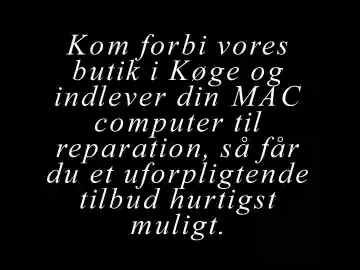 Kom forbi vores
butik i Køge og
indlever din MAC
computer til
reparation, så får
du et uforpligtende
tilbud hurtigst
muligt.